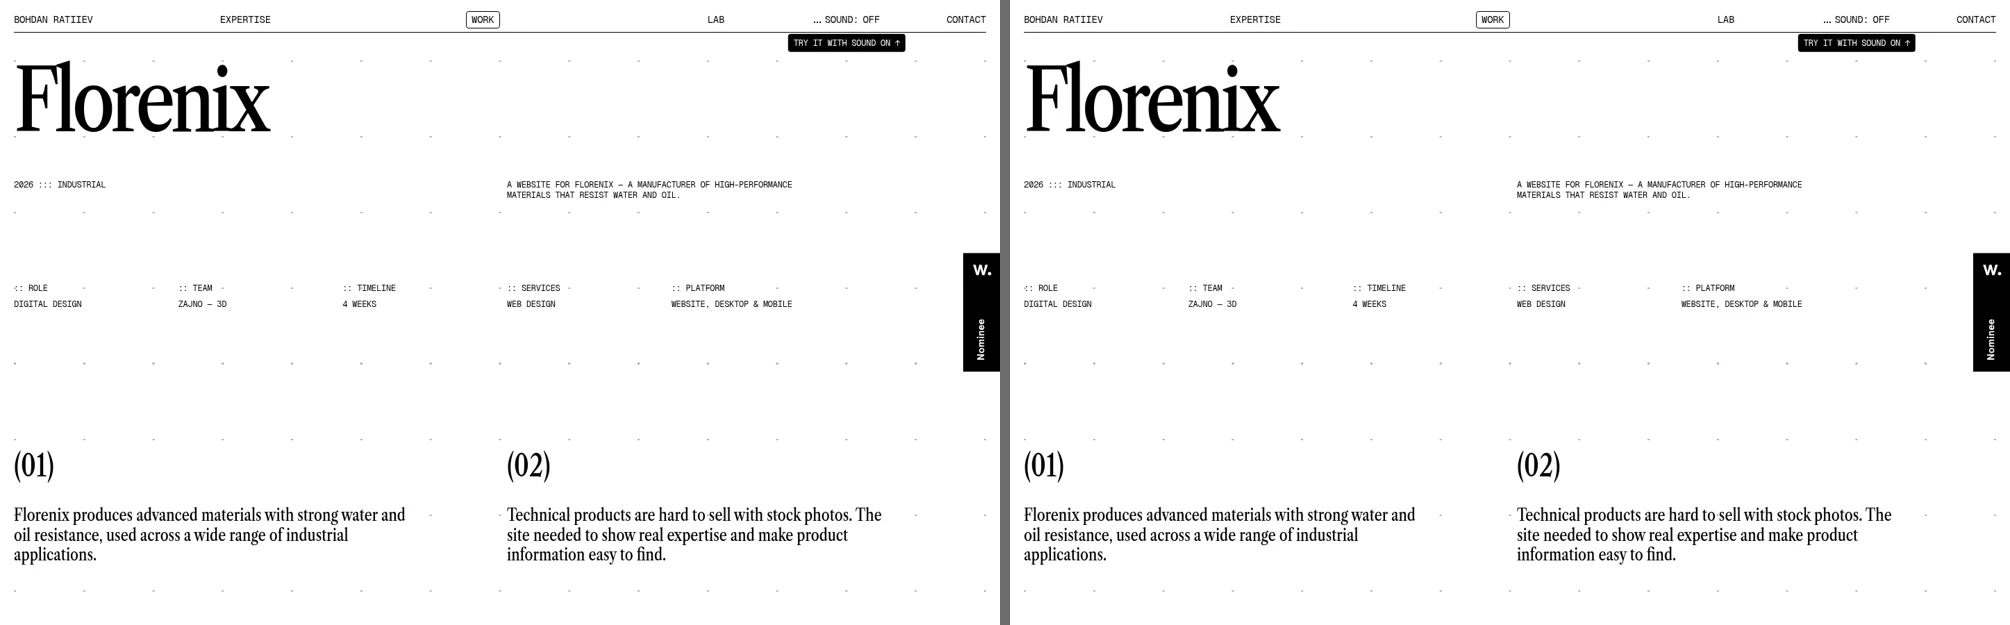 BOHDAN RATIIEV EXPERTISE WORK LAB ... SOUND: OFF CONTACT
TRY IT WITH SOUND ON ↑
Florenix
2026 ::: INDUSTRIAL
A WEBSITE FOR FLORENIX — A MANUFACTURER OF HIGH-PERFORMANCE
MATERIALS THAT RESIST WATER AND OIL.
W.
Nominee
:: ROLE :: TEAM :: TIMELINE :: SERVICES :: PLATFORM
DIGITAL DESIGN ZAJNO — 3D 4 WEEKS WEB DESIGN WEBSITE, DESKTOP & MOBILE
(01)
Florenix produces advanced materials with strong water and
oil resistance, used across a wide range of industrial
applications.
(02)
Technical products are hard to sell with stock photos. The
site needed to show real expertise and make product
information easy to find.
BOHDAN RATIIEV EXPERTISE WORK LAB ... SOUND: OFF CONTACT
TRY IT WITH SOUND ON ↑
Florenix
2026 ::: INDUSTRIAL
A WEBSITE FOR FLORENIX — A MANUFACTURER OF HIGH-PERFORMANCE
MATERIALS THAT RESIST WATER AND OIL.
W.
Nominee
:: ROLE :: TEAM :: TIMELINE :: SERVICES :: PLATFORM
DIGITAL DESIGN ZAJNO — 3D 4 WEEKS WEB DESIGN WEBSITE, DESKTOP & MOBILE
(01)
Florenix produces advanced materials with strong water and
oil resistance, used across a wide range of industrial
applications.
(02)
Technical products are hard to sell with stock photos. The
site needed to show real expertise and make product
information easy to find.